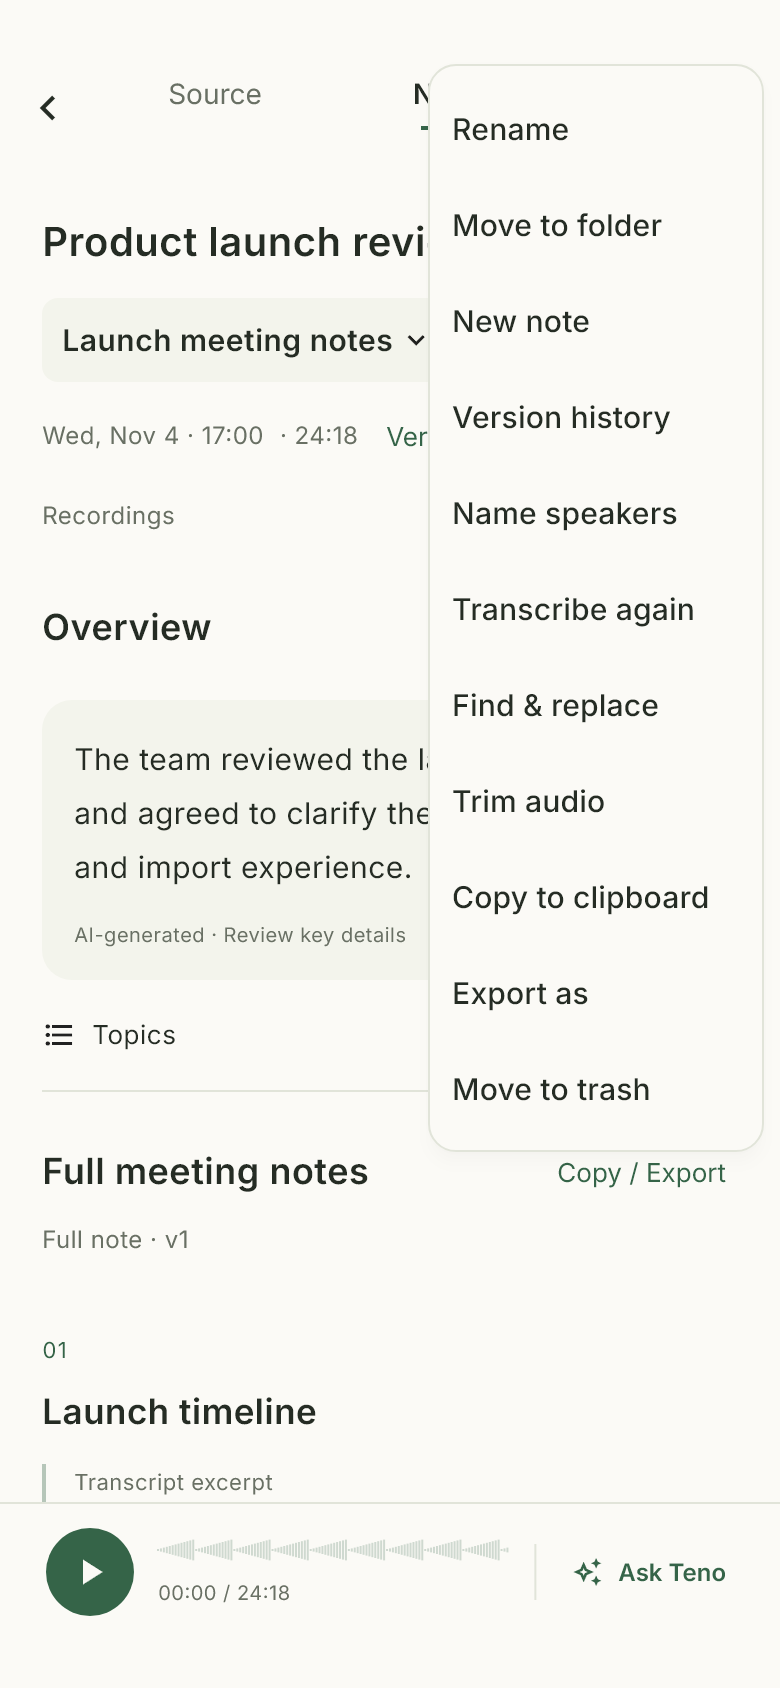 Source
Rename
Move to folder
Product launch
New note
Launch meeting notes
Version history
Wed, Nov 4 · 17:00 · 24:18
Name speakers
Recordings
Transcribe again
Overview
Find & replace
The team reviewed the
Trim audio
and agreed to clarify the
and import experience.
Copy to clipboard
AI-generated · Review key details
Export as
Topics
Move to trash
Full meeting notes
Copy / Export
Full note · v1
01
Launch timeline
Transcript excerpt
00:00 / 24:18
Ask Teno